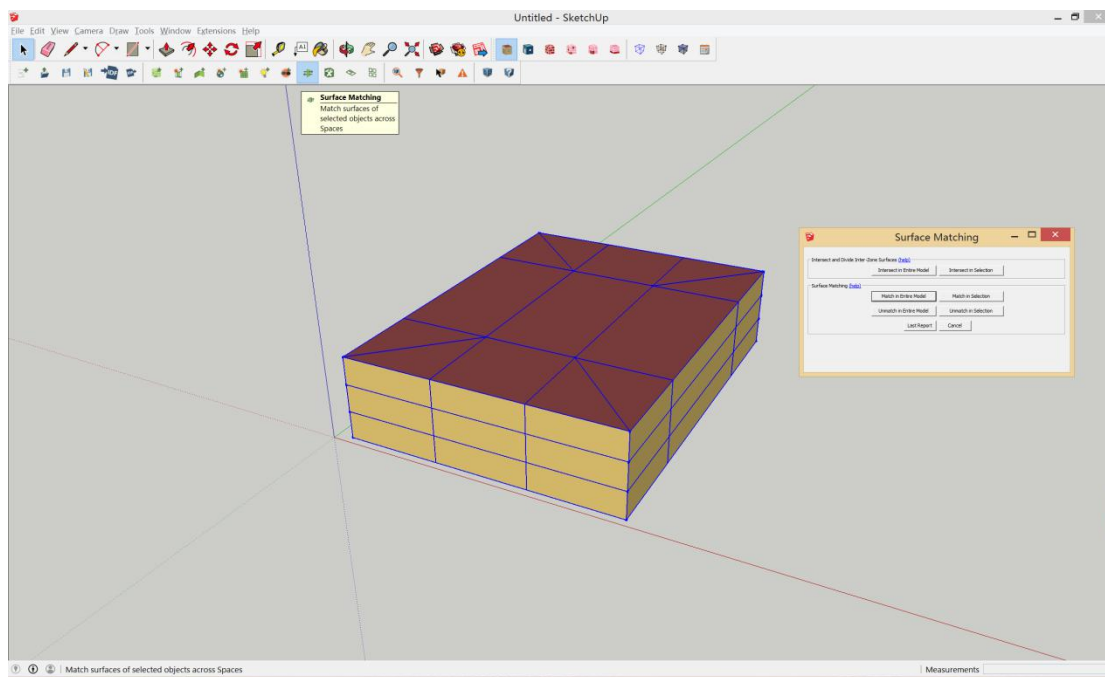 Untitled - SketchUp
File Edit View Camera Draw Tools Window Extensions Help
A1
IDF
Surface Matching
Match surfaces of
selected objects across
Spaces
Surface Matching
Intersect and Divide Inter-Zone Surfaces (help)
Intersect in Entire Model Intersect in Selection
Surface Matching (help)
Match in Entire Model Match in Selection
Unmatch in Entire Model Unmatch in Selection
Last Report Cancel
Match surfaces of selected objects across Spaces
Measurements